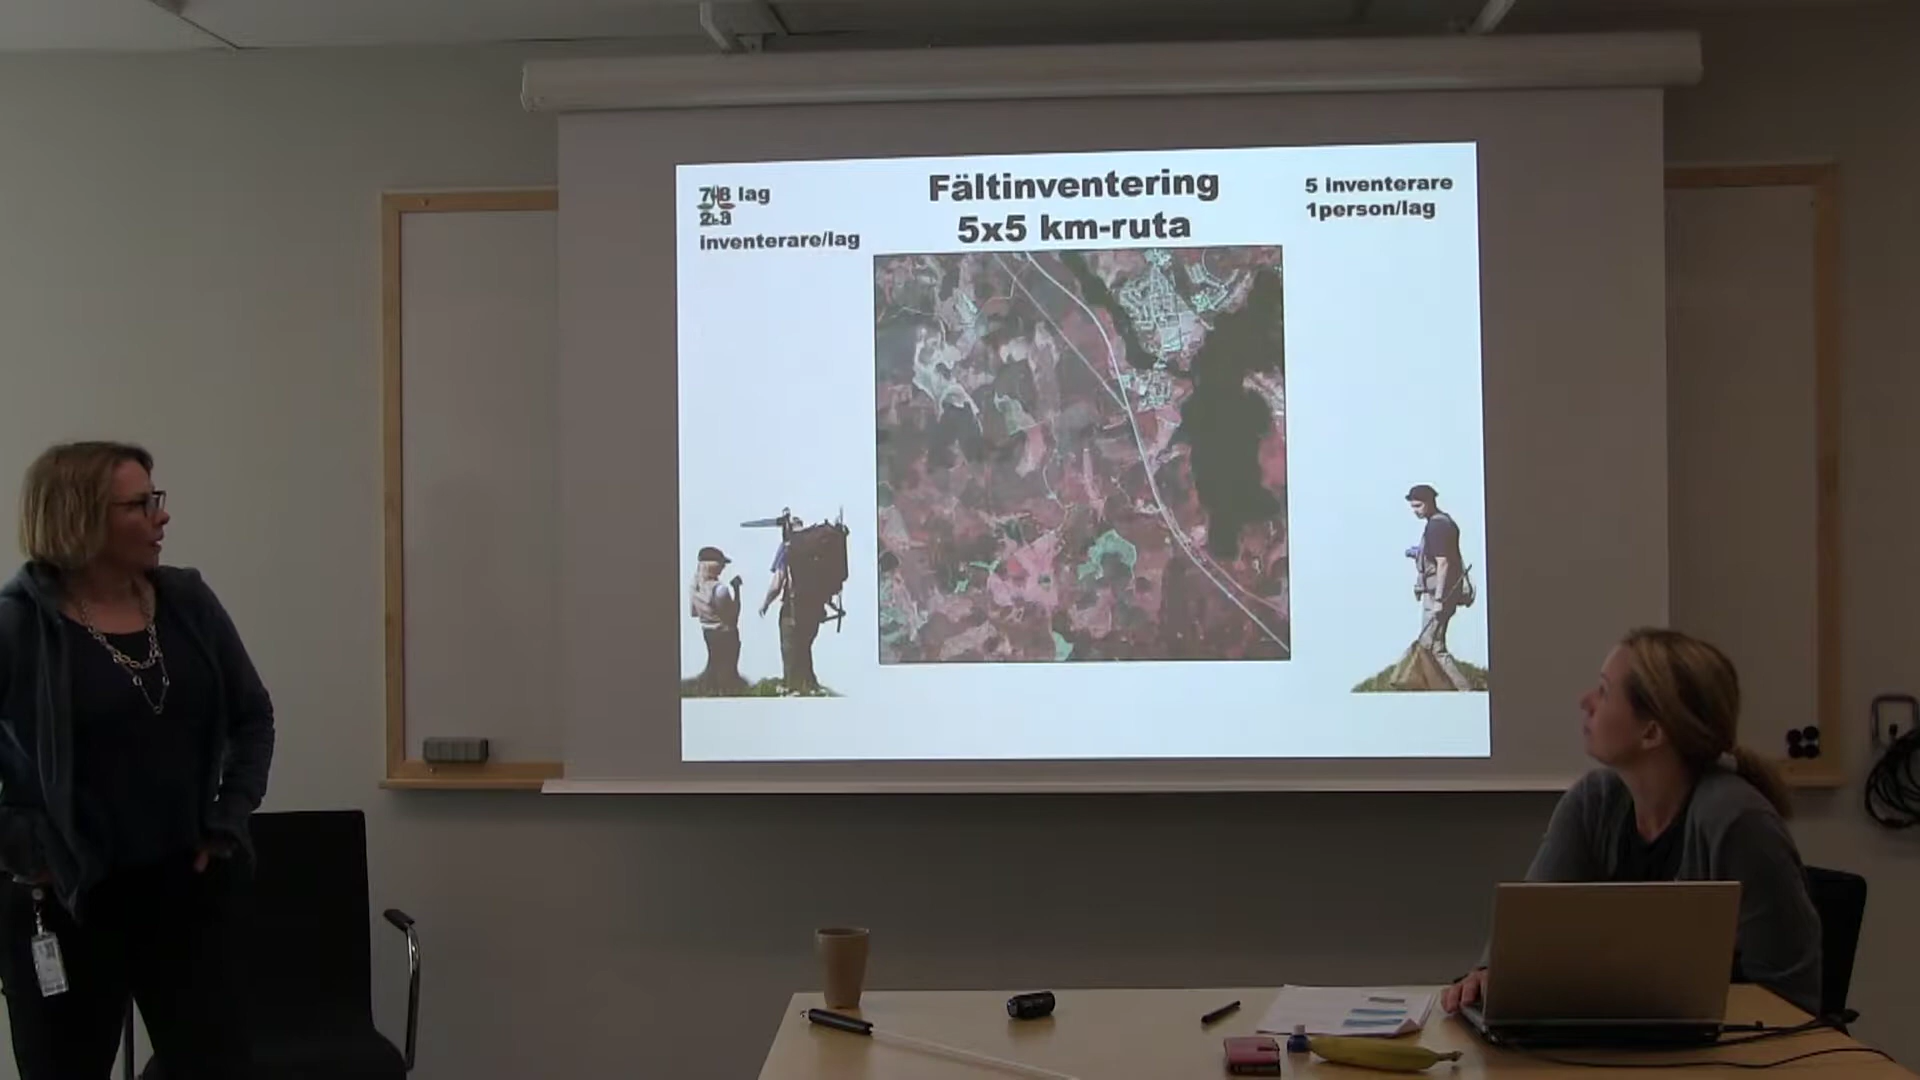 Fältinventering
5x5 km-ruta
lag
inventerare/lag
5 inventerare
1person/lag